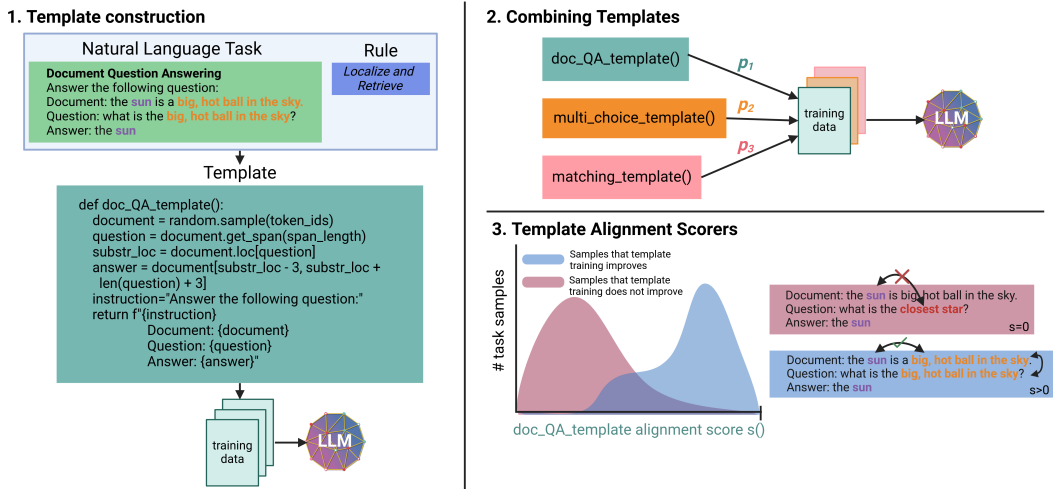 1. Template construction
Natural Language Task
Rule
Document Question Answering
Answer the following question:
Document: the sun is a big, hot ball in the sky.
Question: what is the big, hot ball in the sky?
Answer: the sun
Localize and
Retrieve
Template
def doc_QA_template():
document = random.sample(token_ids)
question = document.get_span(span_length)
substr_loc = document.loc[question]
answer = document[substr_loc - 3, substr_loc +
len(question) + 3]
instruction="Answer the following question:"
return f"{instruction}
Document: {document}
Question: {question}
Answer: {answer}"
training
data
LLM
2. Combining Templates
doc_QA_template()
multi_choice_template()
matching_template()
p1
p2
p3
training
data
LLM
3. Template Alignment Scorers
Samples that template
training improves
Samples that template
training does not improve
# task samples
doc_QA_template alignment score s()
Document: the sun is big, hot ball in the sky.
Question: what is the closest star?
Answer: the sun
s=0
Document: the sun is a big, hot ball in the sky.
Question: what is the big, hot ball in the sky?
Answer: the sun
s>0